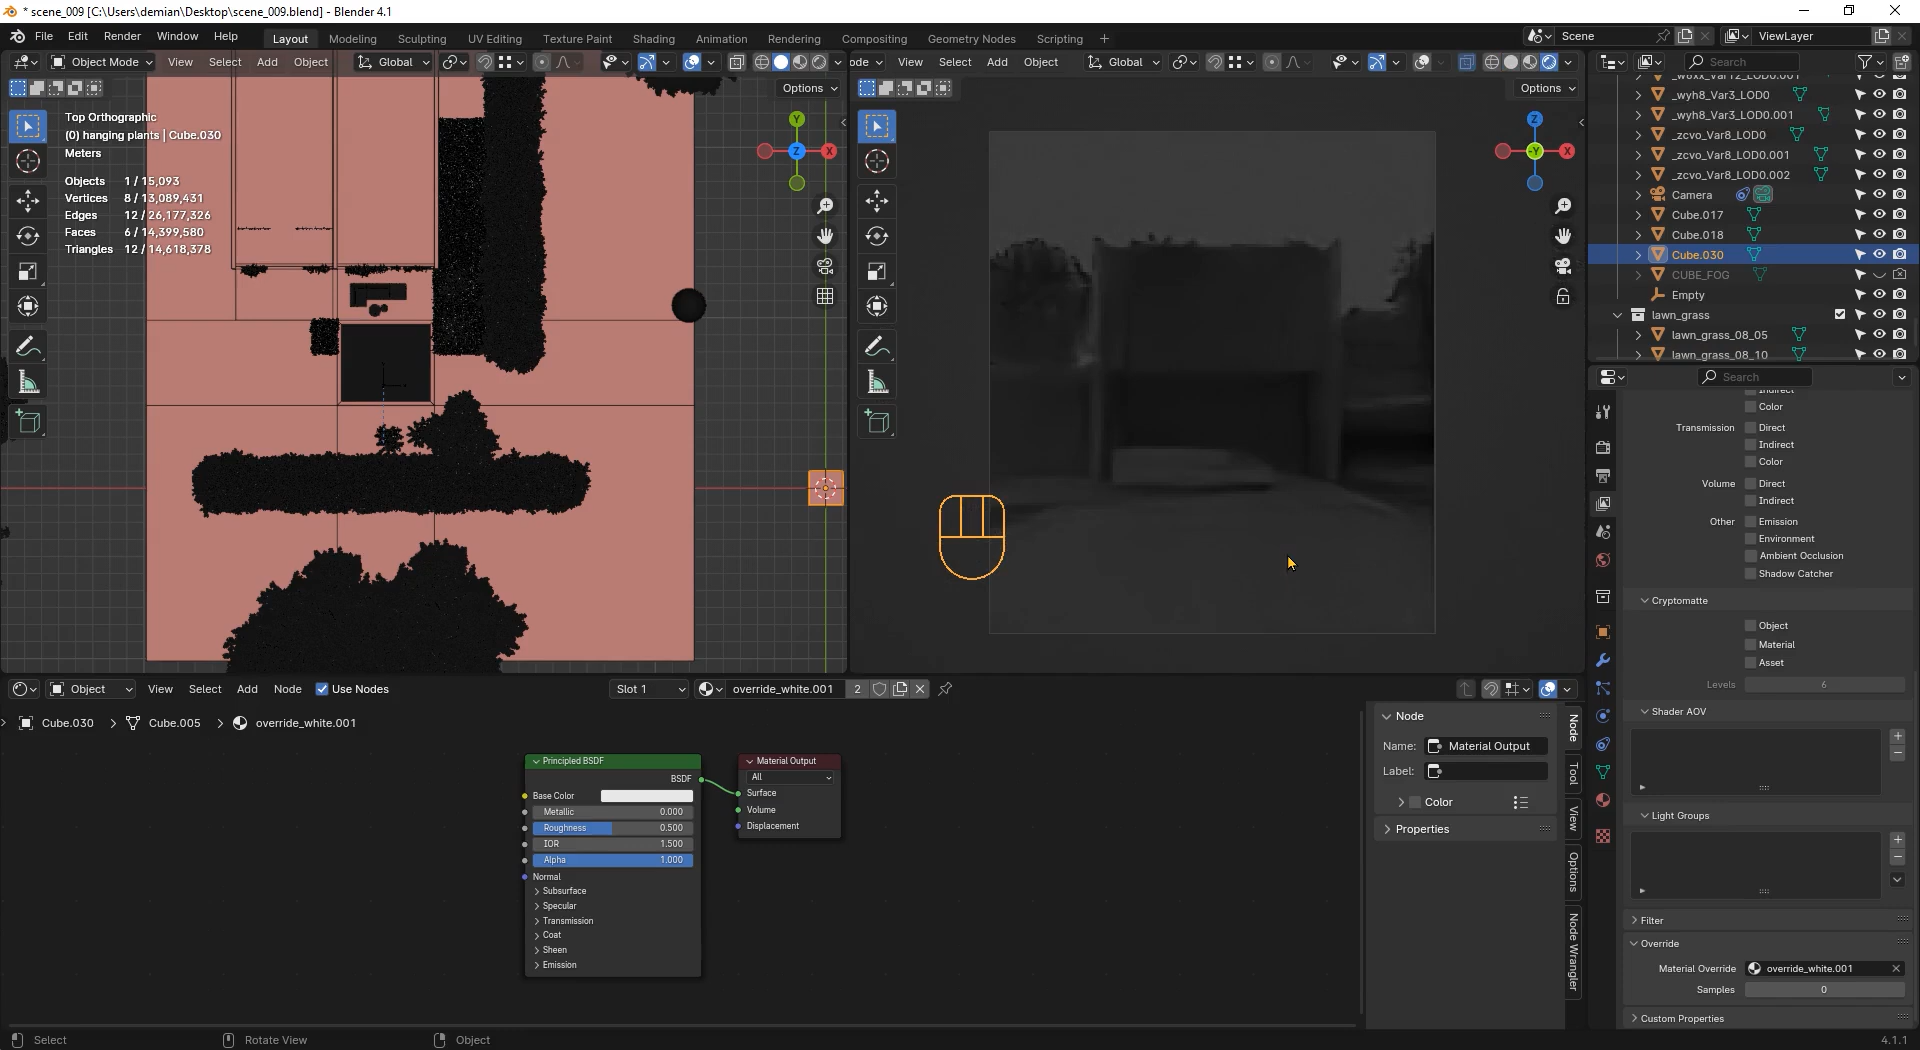 * scene_009 [C:\Users\demian\Desktop\scene_009.blend] - Blender 4.1
File Edit Render Window Help
Layout Modeling Sculpting UV Editing Texture Paint Shading Animation Rendering Compositing Geometry Nodes Scripting +
Scene
ViewLayer
Object Mode View Select Add Object Global
ode View Select Add Object Global
Search
Options
Options
Top Orthographic
(0) hanging plants | Cube.030
Meters
Objects 1 / 15,093
Vertices 8 / 13,089,431
Edges 12 / 26,177,326
Faces 6 / 14,399,580
Triangles 12 / 14,618,378
Y
Z
X
Z
-Y
X
_wyh8_Var3_LOD0
_wyh8_Var3_LOD0.001
_zcvo_Var8_LOD0
_zcvo_Var8_LOD0.001
_zcvo_Var8_LOD0.002
Camera
Cube.017
Cube.018
Cube.030
CUBE_FOG
Empty
lawn_grass
lawn_grass_08_05
lawn_grass_08_10
Search
Indirect
Color
Transmission Direct
Indirect
Color
Volume Direct
Indirect
Other Emission
Environment
Ambient Occlusion
Shadow Catcher
Cryptomatte
Object
Material
Asset
Levels 6
Shader AOV
Light Groups
Filter
Override
Material Override override_white.001
Samples 0
Custom Properties
Object View Select Add Node Use Nodes Slot 1 override_white.001 2
Cube.030 > Cube.005 > override_white.001
Principled BSDF
BSDF
Base Color
Metallic 0.000
Roughness 0.500
IOR 1.500
Alpha 1.000
Normal
Subsurface
Specular
Transmission
Coat
Sheen
Emission
Material Output
All
Surface
Volume
Displacement
Node
Name: Material Output
Label:
Color
Properties
Node
Tool
View
Options
Node Wrangler
Select Rotate View Object 4.1.1